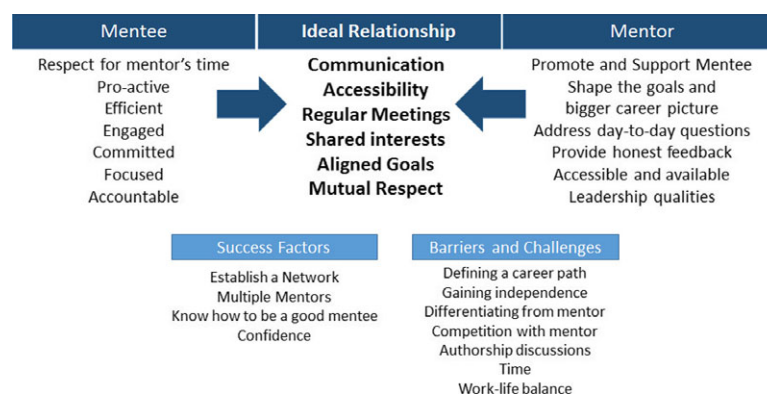 Mentee
Respect for mentor's time
Pro-active
Efficient
Engaged
Committed
Focused
Accountable
Ideal Relationship
Communication
Accessibility
Regular Meetings
Shared interests
Aligned Goals
Mutual Respect
Mentor
Promote and Support Mentee
Shape the goals and
bigger career picture
Address day-to-day questions
Provide honest feedback
Accessible and available
Leadership qualities
Success Factors
Establish a Network
Multiple Mentors
Know how to be a good mentee
Confidence
Barriers and Challenges
Defining a career path
Gaining independence
Differentiating from mentor
Competition with mentor
Authorship discussions
Time
Work-life balance